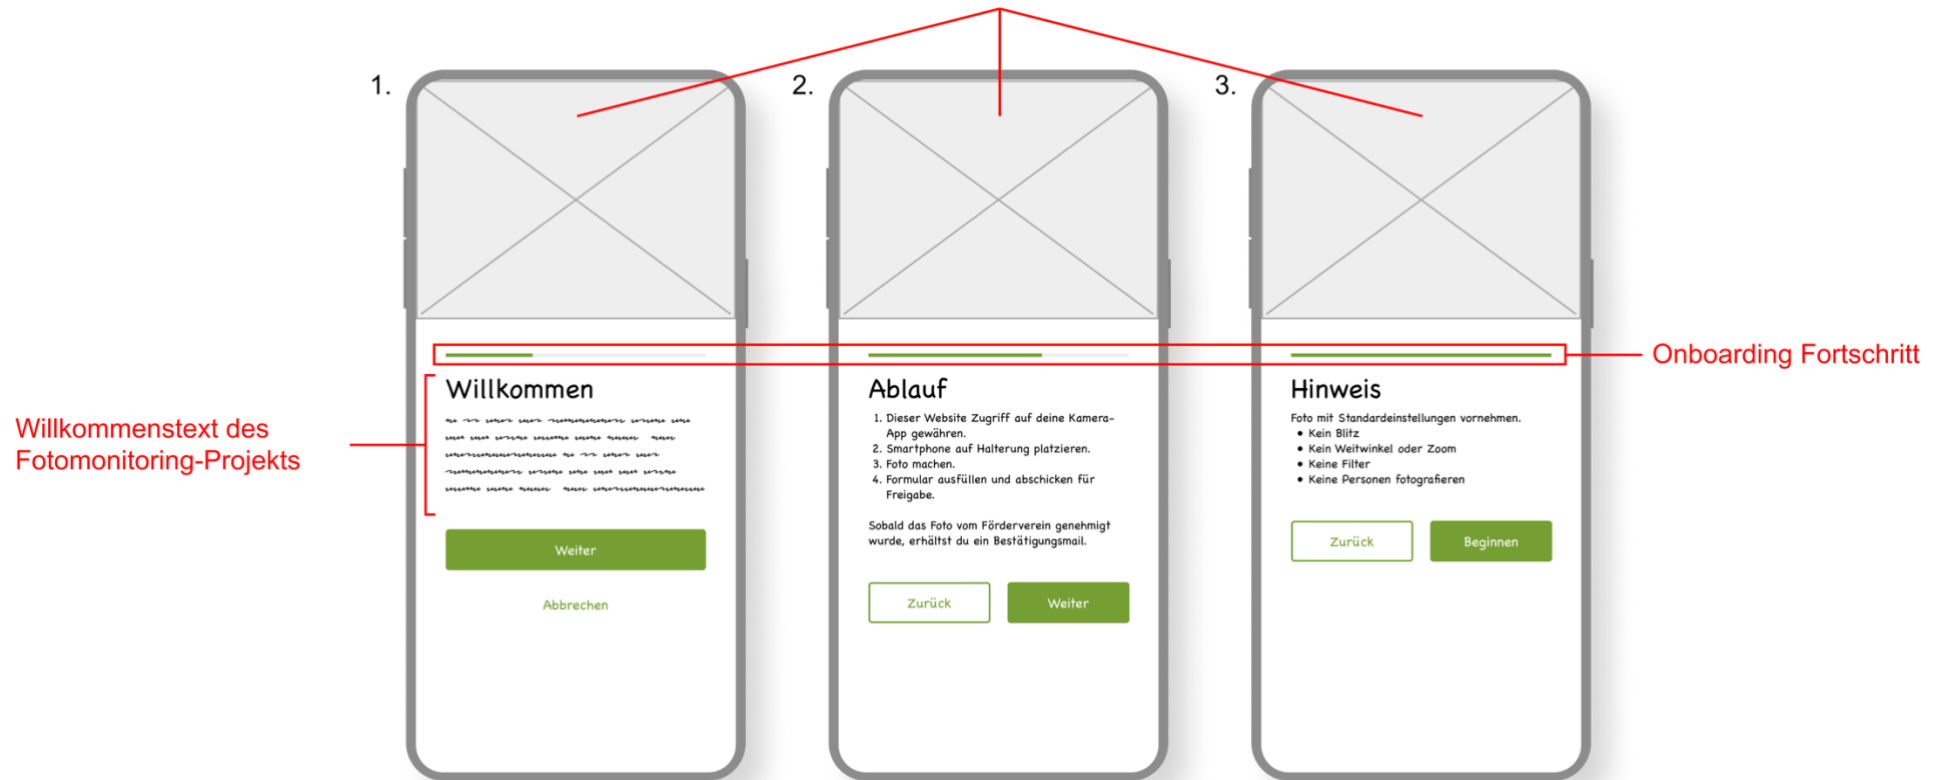 1.
2.
3.
Onboarding Fortschritt
Willkommenstext des
Fotomonitoring-Projekts
Willkommen
Weiter
Abbrechen
Ablauf
1. Dieser Website Zugriff auf deine Kamera-
App gewähren.
2. Smartphone auf Halterung platzieren.
3. Foto machen.
4. Formular ausfüllen und abschicken für
Freigabe.
Sobald das Foto vom Förderverein genehmigt
wurde, erhältst du ein Bestätigungsmail.
Zurück
Weiter
Hinweis
Foto mit Standardeinstellungen vornehmen.
• Kein Blitz
• Kein Weitwinkel oder Zoom
• Keine Filter
• Keine Personen fotografieren
Zurück
Beginnen